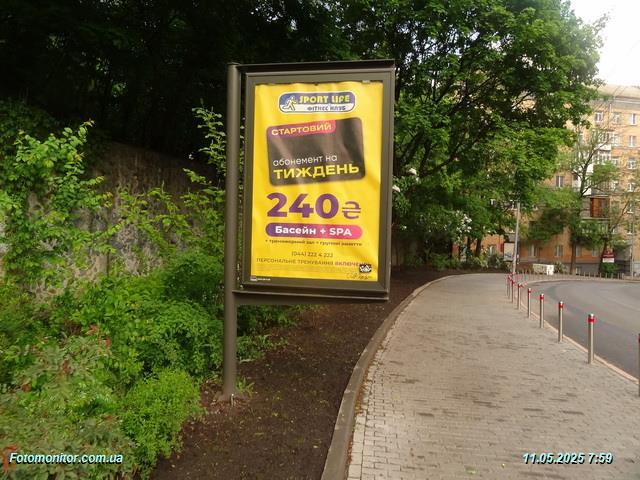 SPORT LIFE
ФІТНЕС КЛУБ
СТАРТОВИЙ
абонемент на
ТИЖДЕНЬ
240₴
Басейн + SPA
+ тренажерний зал + групові заняття
(044) 222 4 222
ПЕРСОНАЛЬНЕ ТРЕНУВАННЯ ВКЛЮЧЕНО
Fotomonitor.com.ua
11.05.2025 7:59